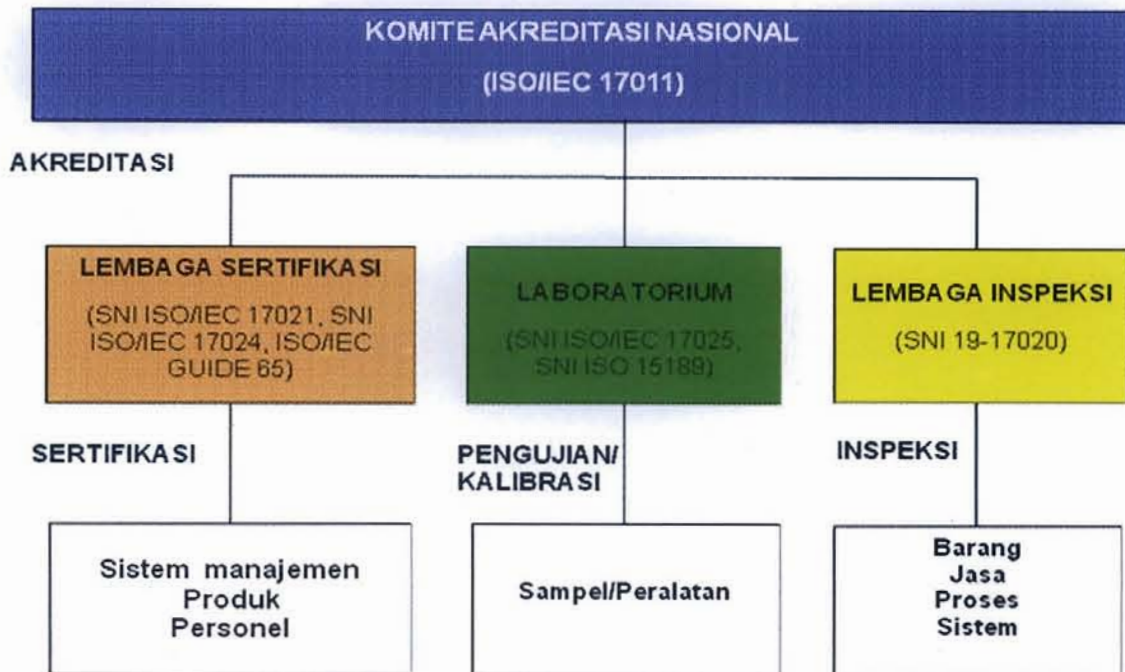 KOMITE AKREDITASI NASIONAL
(ISO/IEC 17011)
AKREDITASI
LEMBAGA SERTIFIKASI
(SNI ISO/IEC 17021, SNI
ISO/IEC 17024, ISO/IEC
GUIDE 65)
LABORATORIUM
(SNI ISO/IEC 17025,
SNI ISO 15189)
LEMBAGA INSPEKSI
(SNI 19-17020)
SERTIFIKASI
PENGUJIAN/
KALIBRASI
INSPEKSI
Sistem manajemen
Produk
Personel
Sampel/Peralatan
Barang
Jasa
Proses
Sistem